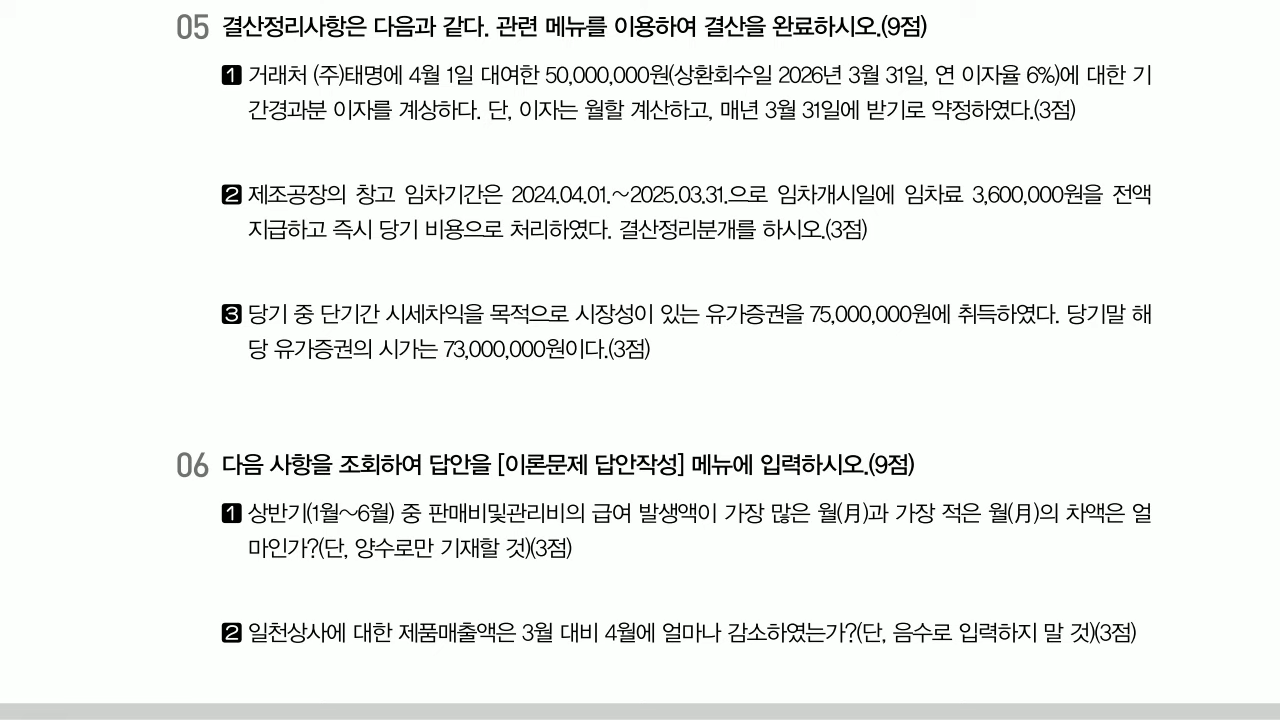 05 결산정리사항은 다음과 같다. 관련 메뉴를 이용하여 결산을 완료하시오.(9점)
1 거래처 (주)태명에 4월 1일 대여한 50,000,000원(상환회수일 2026년 3월 31일, 연 이자율 6%)에 대한 기
간경과분 이자를 계상하다. 단, 이자는 월할 계산하고, 매년 3월 31일에 받기로 약정하였다.(3점)
2 제조공장의 창고 임차기간은 2024.04.01.~2025.03.31.으로 임차개시일에 임차료 3,600,000원을 전액
지급하고 즉시 당기 비용으로 처리하였다. 결산정리분개를 하시오.(3점)
3 당기 중 단기간 시세차익을 목적으로 시장성이 있는 유가증권을 75,000,000원에 취득하였다. 당기말 해
당 유가증권의 시가는 73,000,000원이다.(3점)
06 다음 사항을 조회하여 답안을 [이론문제 답안작성] 메뉴에 입력하시오.(9점)
1 상반기(1월~6월) 중 판매비및관리비의 급여 발생액이 가장 많은 월(月)과 가장 적은 월(月)의 차액은 얼
마인가?(단, 양수로만 기재할 것)(3점)
2 일천상사에 대한 제품매출액은 3월 대비 4월에 얼마나 감소하였는가?(단, 음수로 입력하지 말 것)(3점)